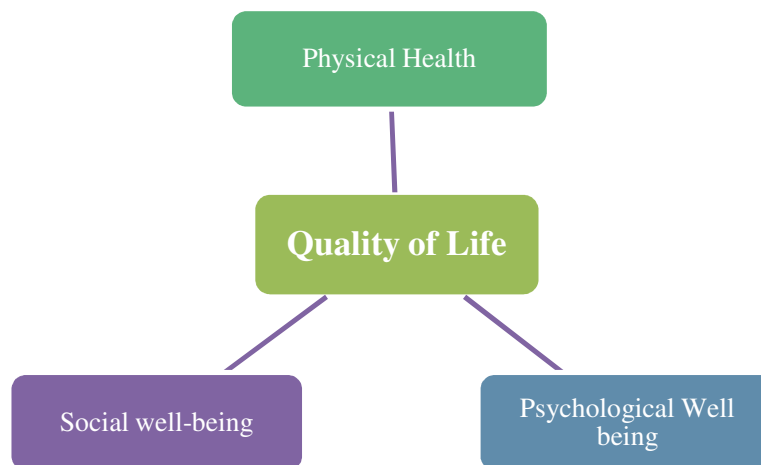 Physical Health
Quality of Life
Social well-being
Psychological Well
being